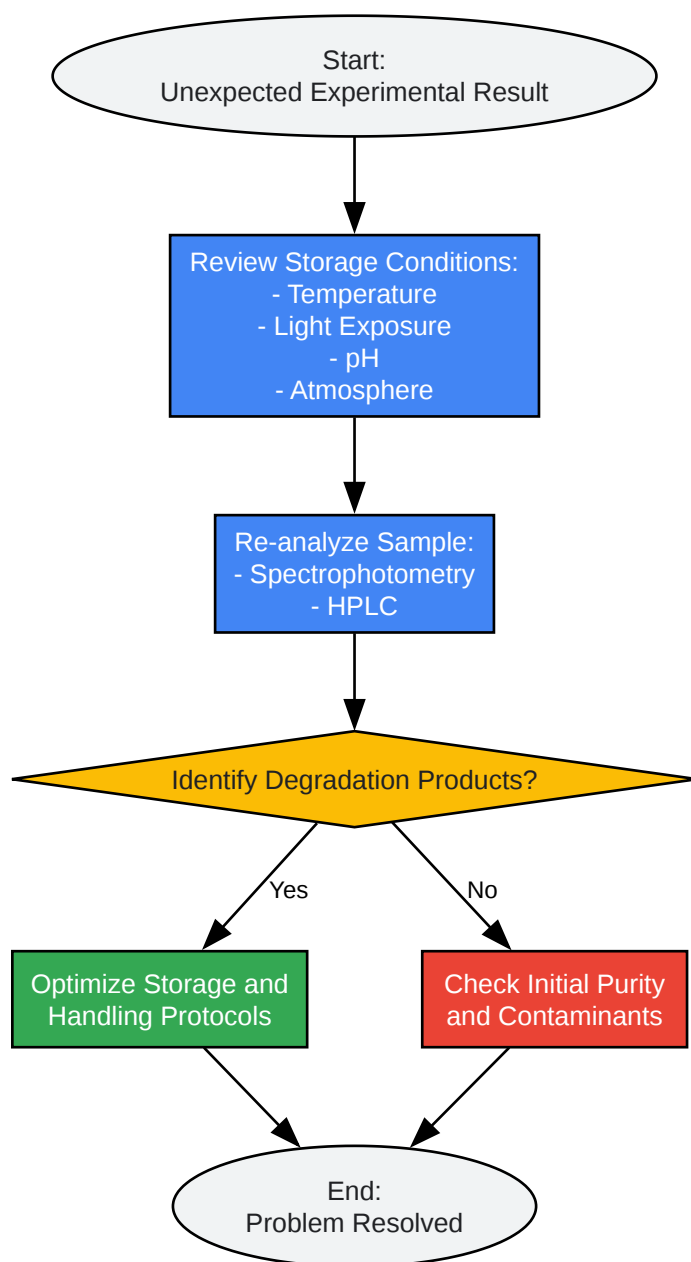 Start:
Unexpected Experimental Result
Review Storage Conditions:
- Temperature
- Light Exposure
- pH
- Atmosphere
Re-analyze Sample:
- Spectrophotometry
- HPLC
Identify Degradation Products?
Yes
No
Optimize Storage and
Handling Protocols
Check Initial Purity
and Contaminants
End:
Problem Resolved